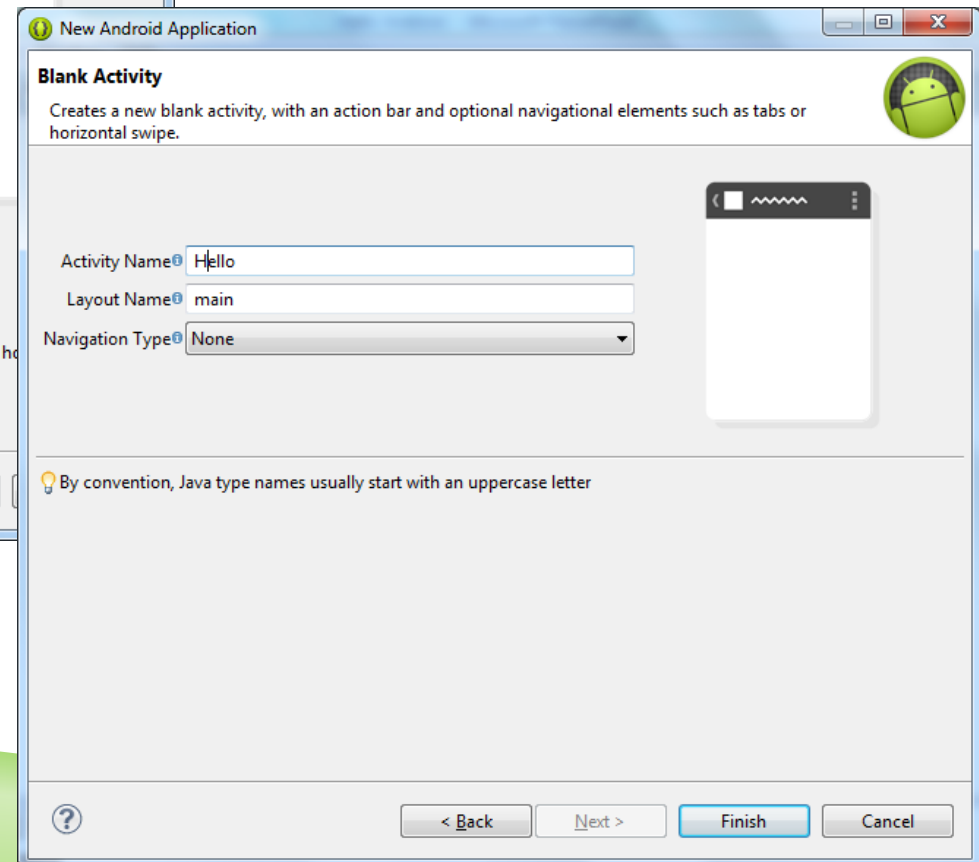 New Android Application
Blank Activity
Creates a new blank activity, with an action bar and optional navigational elements such as tabs or
horizontal swipe.
Activity Name Hello
Layout Name main
Navigation Type None
By convention, Java type names usually start with an uppercase letter
< Back Next > Finish Cancel